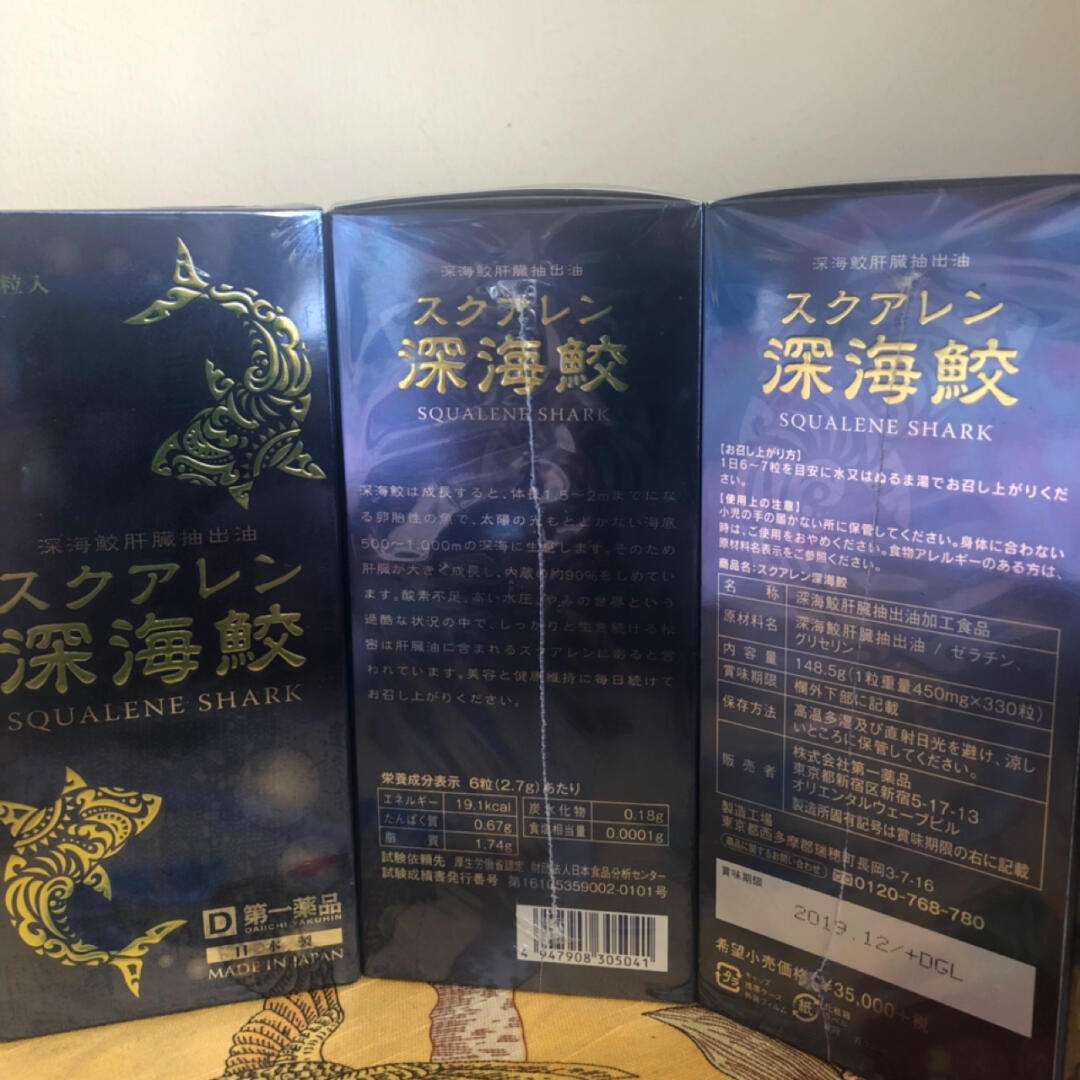 粒入
深海鮫肝臓抽出油
スクアレン
深海鮫
SQUALENE SHARK
D 第一薬品
DAIICHI YAKUHIN
日本製
MADE IN JAPAN
深海鮫肝臓抽出油
スクアレン
深海鮫
SQUALENE SHARK
深海鮫は成長すると、体長1.5〜2mまでにな
る卵胎性の魚で、太陽の光もとどかない海底
500〜1,000mの深海に生息します。そのため
肝臓が大きく成長し、内蔵の約90%をしめてい
ます。酸素不足、高い水圧、やみの世界という
過酷な状況の中で、しっかりと生き続ける秘
密は肝臓油に含まれるスクアレンにあると言
われています。美容と健康維持に毎日続けて
お召し上がりください。
栄養成分表示 6粒(2.7g)あたり
エネルギー 19.1kcal 炭水化物 0.18g
たんぱく質 0.67g 食塩相当量 0.0001g
脂質 1.74g
試験依頼先 厚生労働省認定 財団法人日本食品分析センター
試験成績書発行番号 第16105359002-0101号
4 947908 305041
深海鮫肝臓抽出油
スクアレン
深海鮫
SQUALENE SHARK
【お召し上がり方】
1日6〜7粒を目安に水又はぬるま湯でお召し上がりくだ
さい。
【使用上の注意】
小児の手の届かない所に保管してください。身体に合わない
時は、ご使用をおやめください。食物アレルギーのある方は、
原材料名表示をご参照ください。
商品名:スクアレン深海鮫
名称 深海鮫肝臓抽出油加工食品
原材料名 深海鮫肝臓抽出油 / ゼラチン、
グリセリン
内容量 148.5g(1粒重量450mg×330粒)
賞味期限 欄外下部に記載
保存方法 高温多湿及び直射日光を避け、涼し
いところに保管してください。
販売者 株式会社第一薬品
東京都新宿区新宿5-17-13
オリエンタルウェーブビル
製造工場 製造所固有記号は賞味期限の右に記載
東京都西多摩郡瑞穂町長岡3-7-16
商品に関するお問い合わせ 0120-768-780
賞味期限
2019.12/+DGL
希望小売価格 ¥35,000+税
プラ
紙